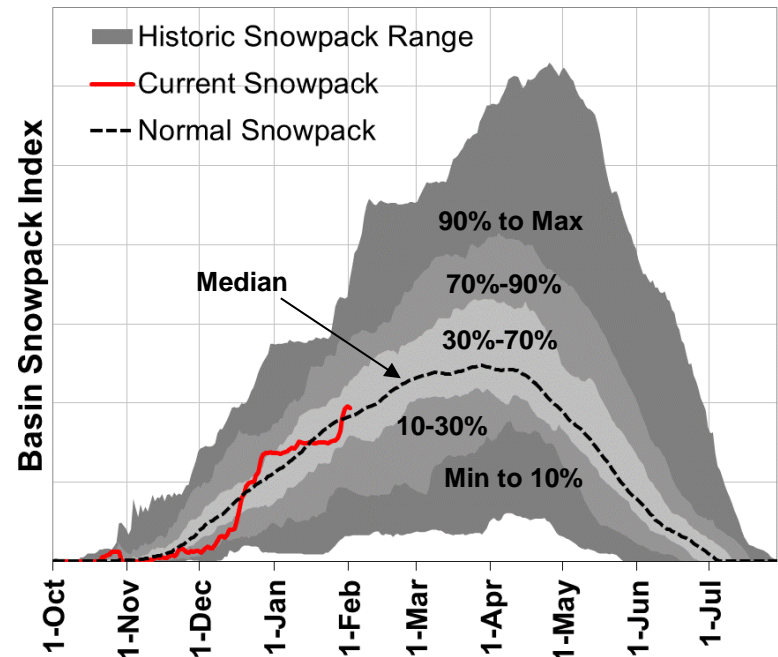 Historic Snowpack Range
Current Snowpack
Normal Snowpack
Basin Snowpack Index
90% to Max
Median
70%-90%
30%-70%
10-30%
Min to 10%
1-Oct
1-Nov
1-Dec
1-Jan
1-Feb
1-Mar
1-Apr
1-May
1-Jun
1-Jul